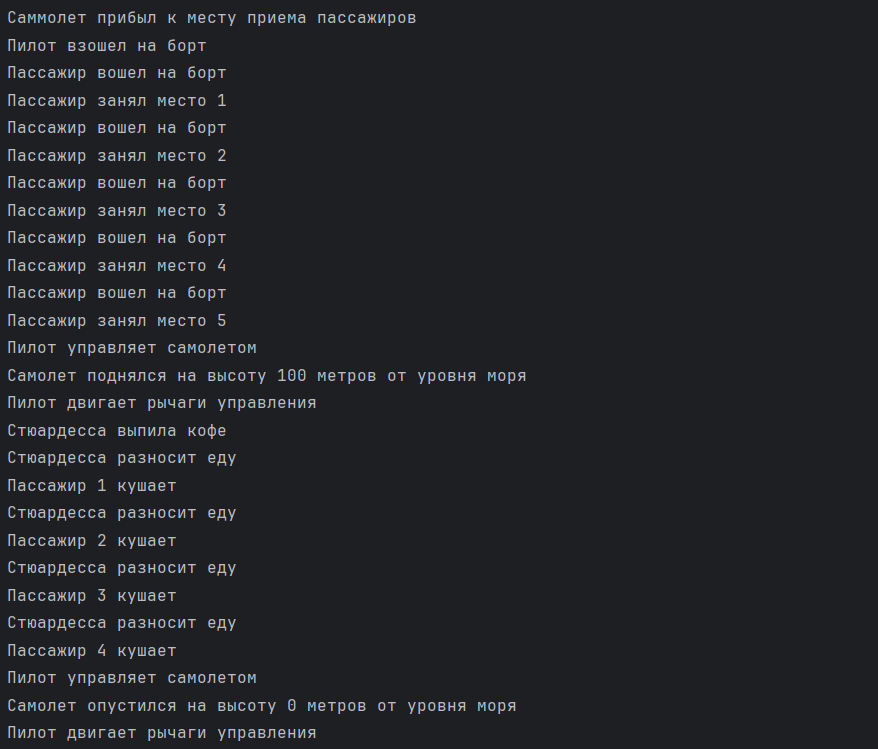 Саммолет прибыл к месту приема пассажиров
Пилот взошел на борт
Пассажир вошел на борт
Пассажир занял место 1
Пассажир вошел на борт
Пассажир занял место 2
Пассажир вошел на борт
Пассажир занял место 3
Пассажир вошел на борт
Пассажир занял место 4
Пассажир вошел на борт
Пассажир занял место 5
Пилот управляет самолетом
Самолет поднялся на высоту 100 метров от уровня моря
Пилот двигает рычаги управления
Стюардесса выпила кофе
Стюардесса разносит еду
Пассажир 1 кушает
Стюардесса разносит еду
Пассажир 2 кушает
Стюардесса разносит еду
Пассажир 3 кушает
Стюардесса разносит еду
Пассажир 4 кушает
Пилот управляет самолетом
Самолет опустился на высоту 0 метров от уровня моря
Пилот двигает рычаги управления